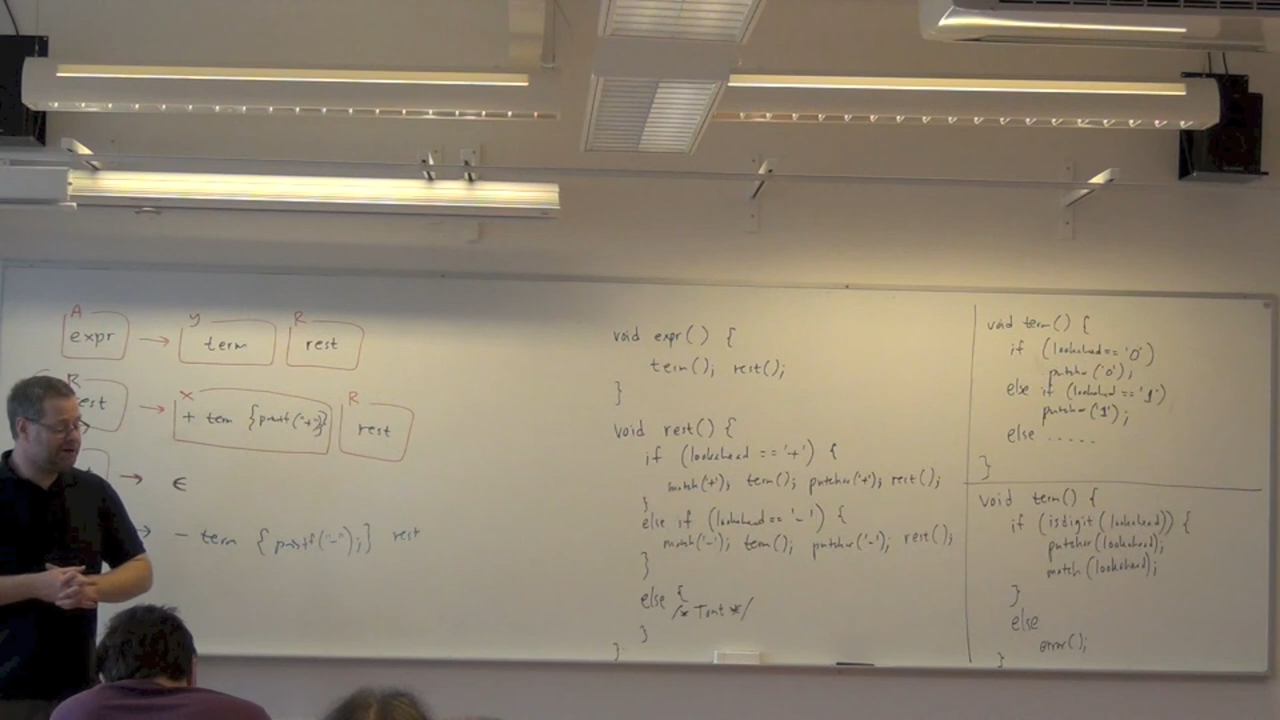 A y R
expr → term rest
R X R
est → + term {printf("+")} rest
→ ϵ
→ - term {printf("-");} rest
void expr() {
term(); rest();
}
void rest() {
if (lookahead == '+') {
match('+'); term(); putchar('+'); rest();
}
else if (lookahead == '-') {
match('-'); term(); putchar('-'); rest();
}
else {
/* Tomt */
}
}
void term() {
if (lookahead == '0')
putchar('0');
else if (lookahead == '1')
putchar('1');
else .....
}
void term() {
if (isdigit(lookahead)) {
putchar(lookahead);
match(lookahead);
}
else
error();
}